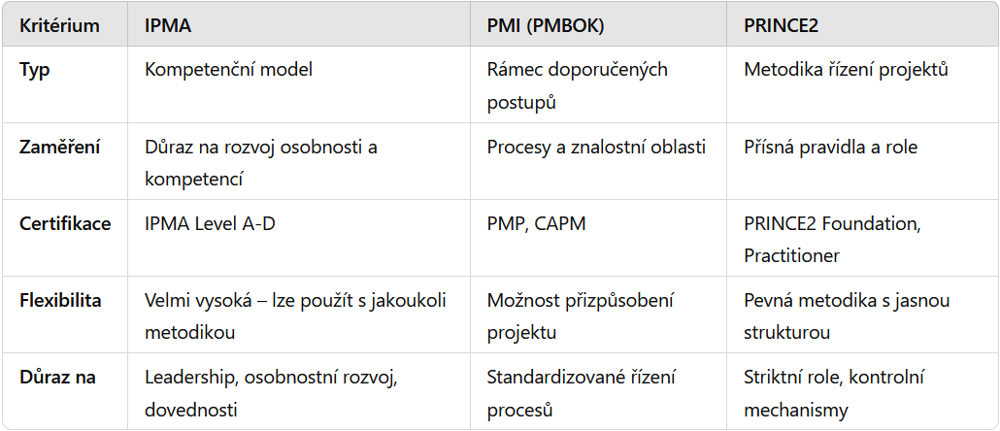 Kritérium IPMA PMI (PMBOK) PRINCE2
Typ Kompetenční model Rámec doporučených Metodika řízení projektů
postupů
Zaměření Důraz na rozvoj osobnosti a Procesy a znalostní oblasti Přísná pravidla a role
kompetencí
Certifikace IPMA Level A-D PMP, CAPM PRINCE2 Foundation,
Practitioner
Flexibilita Velmi vysoká – lze použít s jakoukoli Možnost přizpůsobení Pevná metodika s jasnou
metodikou projektu strukturou
Důraz na Leadership, osobnostní rozvoj, Standardizované řízení Striktní role, kontrolní
dovednosti procesů mechanismy